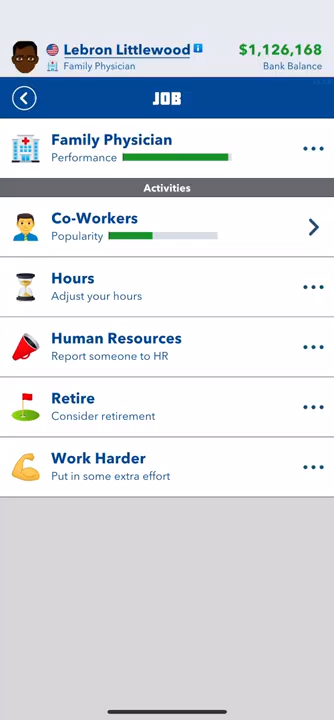 Lebron Littlewood i
$1,126,168
Family Physician
Bank Balance
JOB
Family Physician
Performance
Activities
Co-Workers
Popularity
Hours
Adjust your hours
Human Resources
Report someone to HR
Retire
Consider retirement
Work Harder
Put in some extra effort